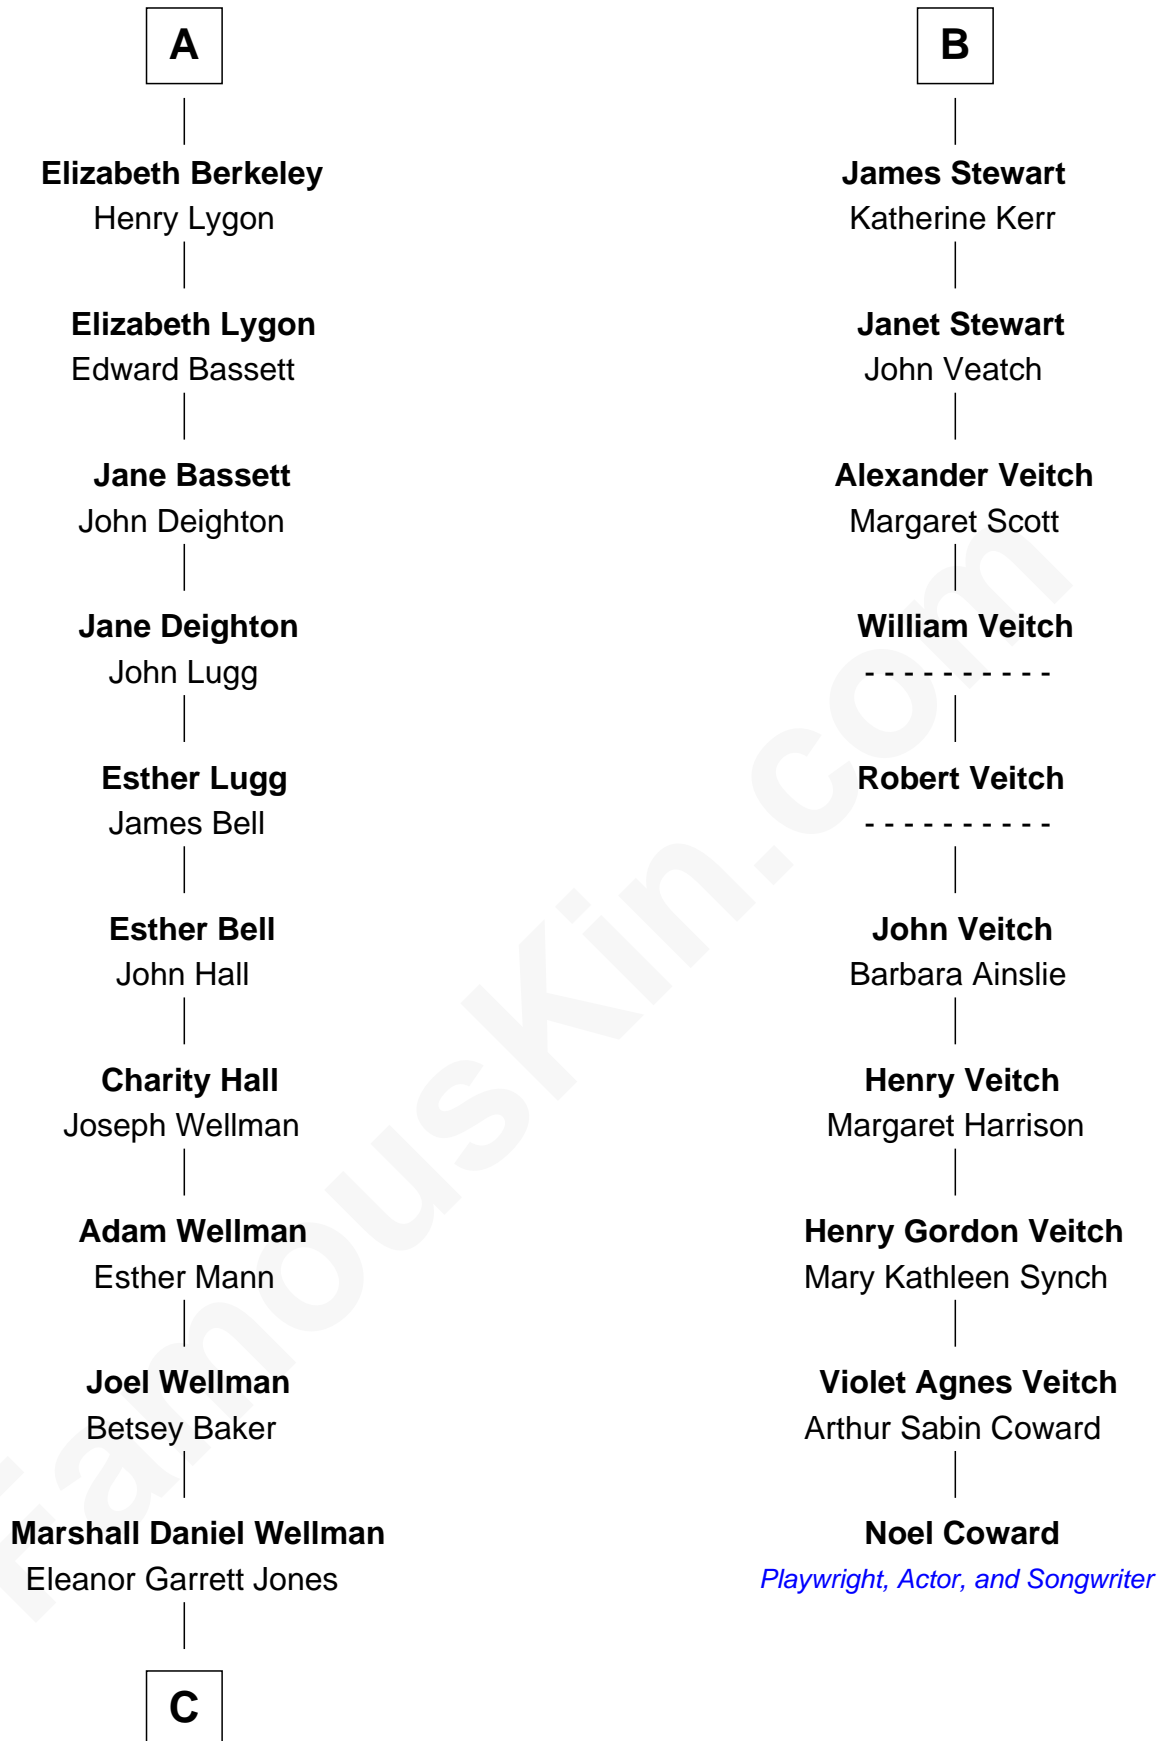 A
Elizabeth Berkeley
Henry Lygon
Elizabeth Lygon
Edward Bassett
Jane Bassett
John Deighton
Jane Deighton
John Lugg
Esther Lugg
James Bell
Esther Bell
John Hall
Charity Hall
Joseph Wellman
Adam Wellman
Esther Mann
Joel Wellman
Betsey Baker
Marshall Daniel Wellman
Eleanor Garrett Jones
C
B
James Stewart
Katherine Kerr
Janet Stewart
John Veatch
Alexander Veitch
Margaret Scott
William Veitch
- - - - - - - - - -
Robert Veitch
- - - - - - - - - -
John Veitch
Barbara Ainslie
Henry Veitch
Margaret Harrison
Henry Gordon Veitch
Mary Kathleen Synch
Violet Agnes Veitch
Arthur Sabin Coward
Noel Coward
Playwright, Actor, and Songwriter
FamousKin.com